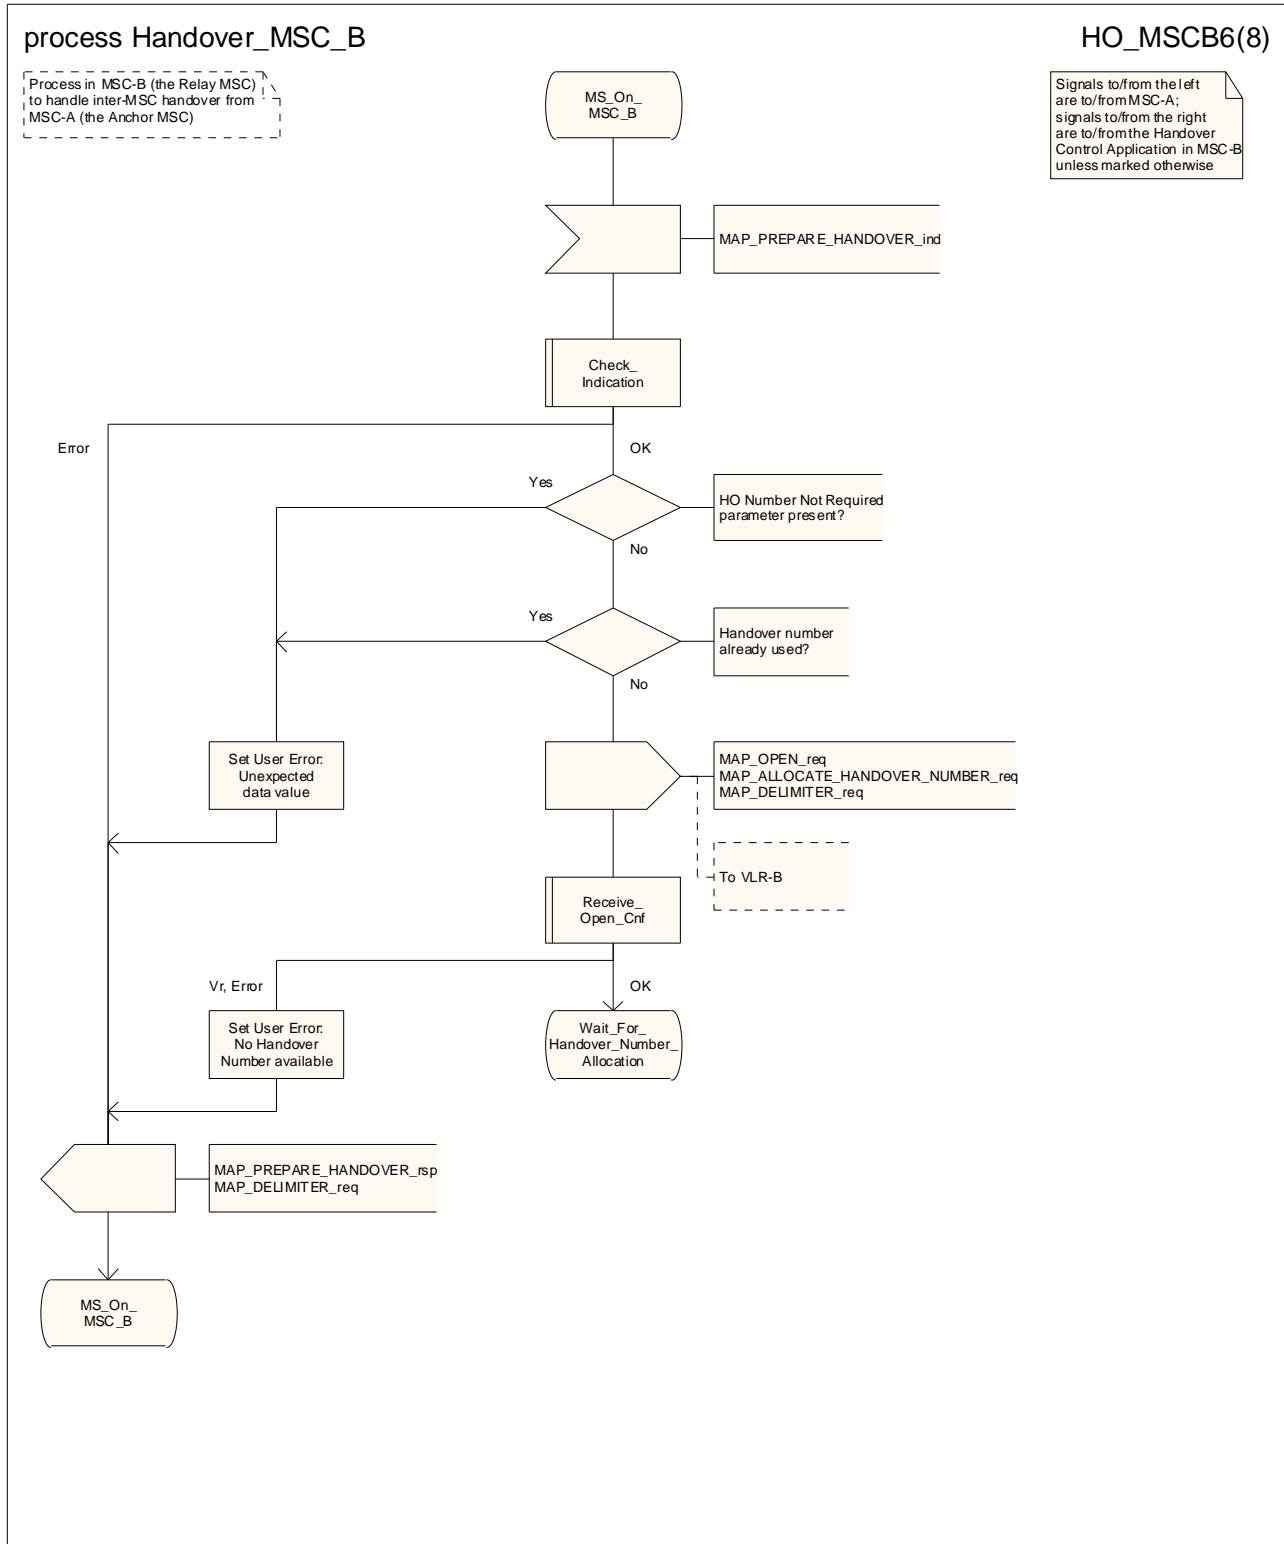 process Handover_MSC_B
HO_MSCB6(8)
Process in MSC-B (the Relay MSC)
to handle inter-MSC handover from
MSC-A (the Anchor MSC)
MS_On_
MSC_B
Signals to/from the left
are to/from MSC-A;
signals to/from the right
are to/from the Handover
Control Application in MSC-B
unless marked otherwise
MAP_PREPARE_HANDOVER_ind
Check_
Indication
Error
OK
Yes
HO Number Not Required
parameter present?
No
Yes
Handover number
already used?
No
Set User Error:
Unexpected
data value
MAP_OPEN_req
MAP_ALLOCATE_HANDOVER_NUMBER_req
MAP_DELIMITER_req
To VLR-B
Receive_
Open_Cnf
Vr, Error
OK
Set User Error:
No Handover
Number available
Wait_For_
Handover_Number_
Allocation
MAP_PREPARE_HANDOVER_rsp
MAP_DELIMITER_req
MS_On_
MSC_B